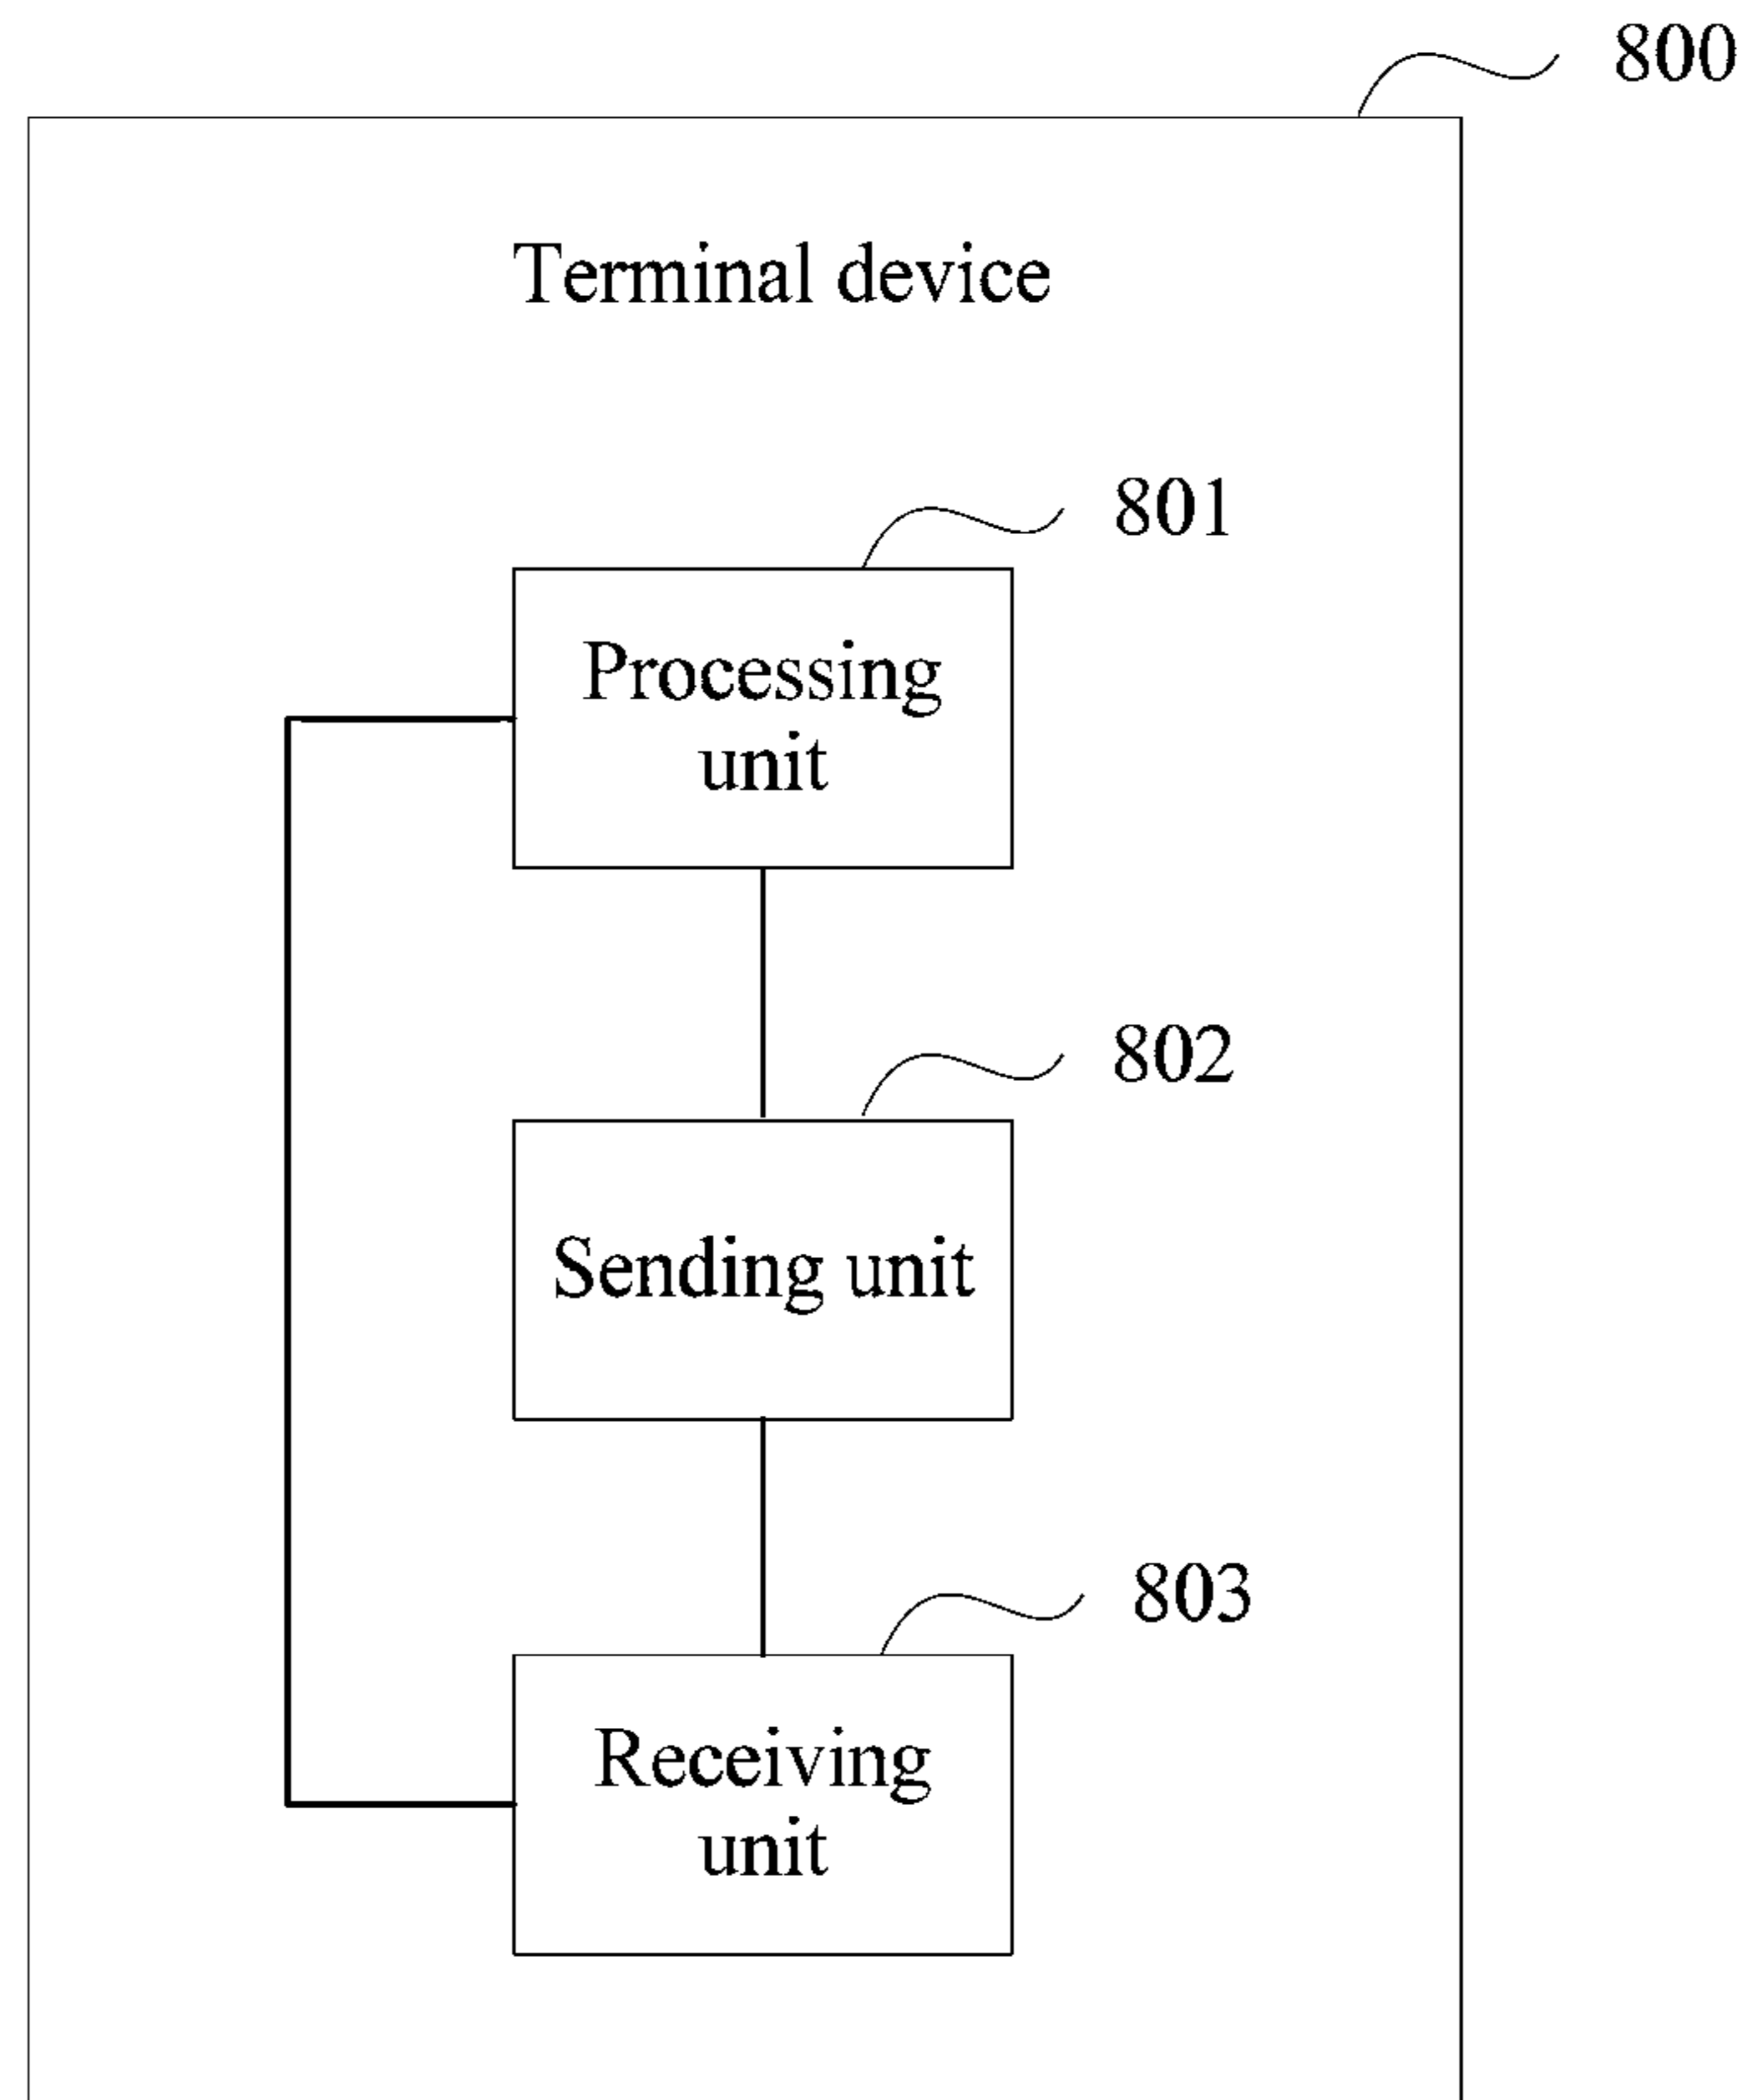 800
Terminal device
801
Processing
unit
802
Sending unit
803
Receiving
unit